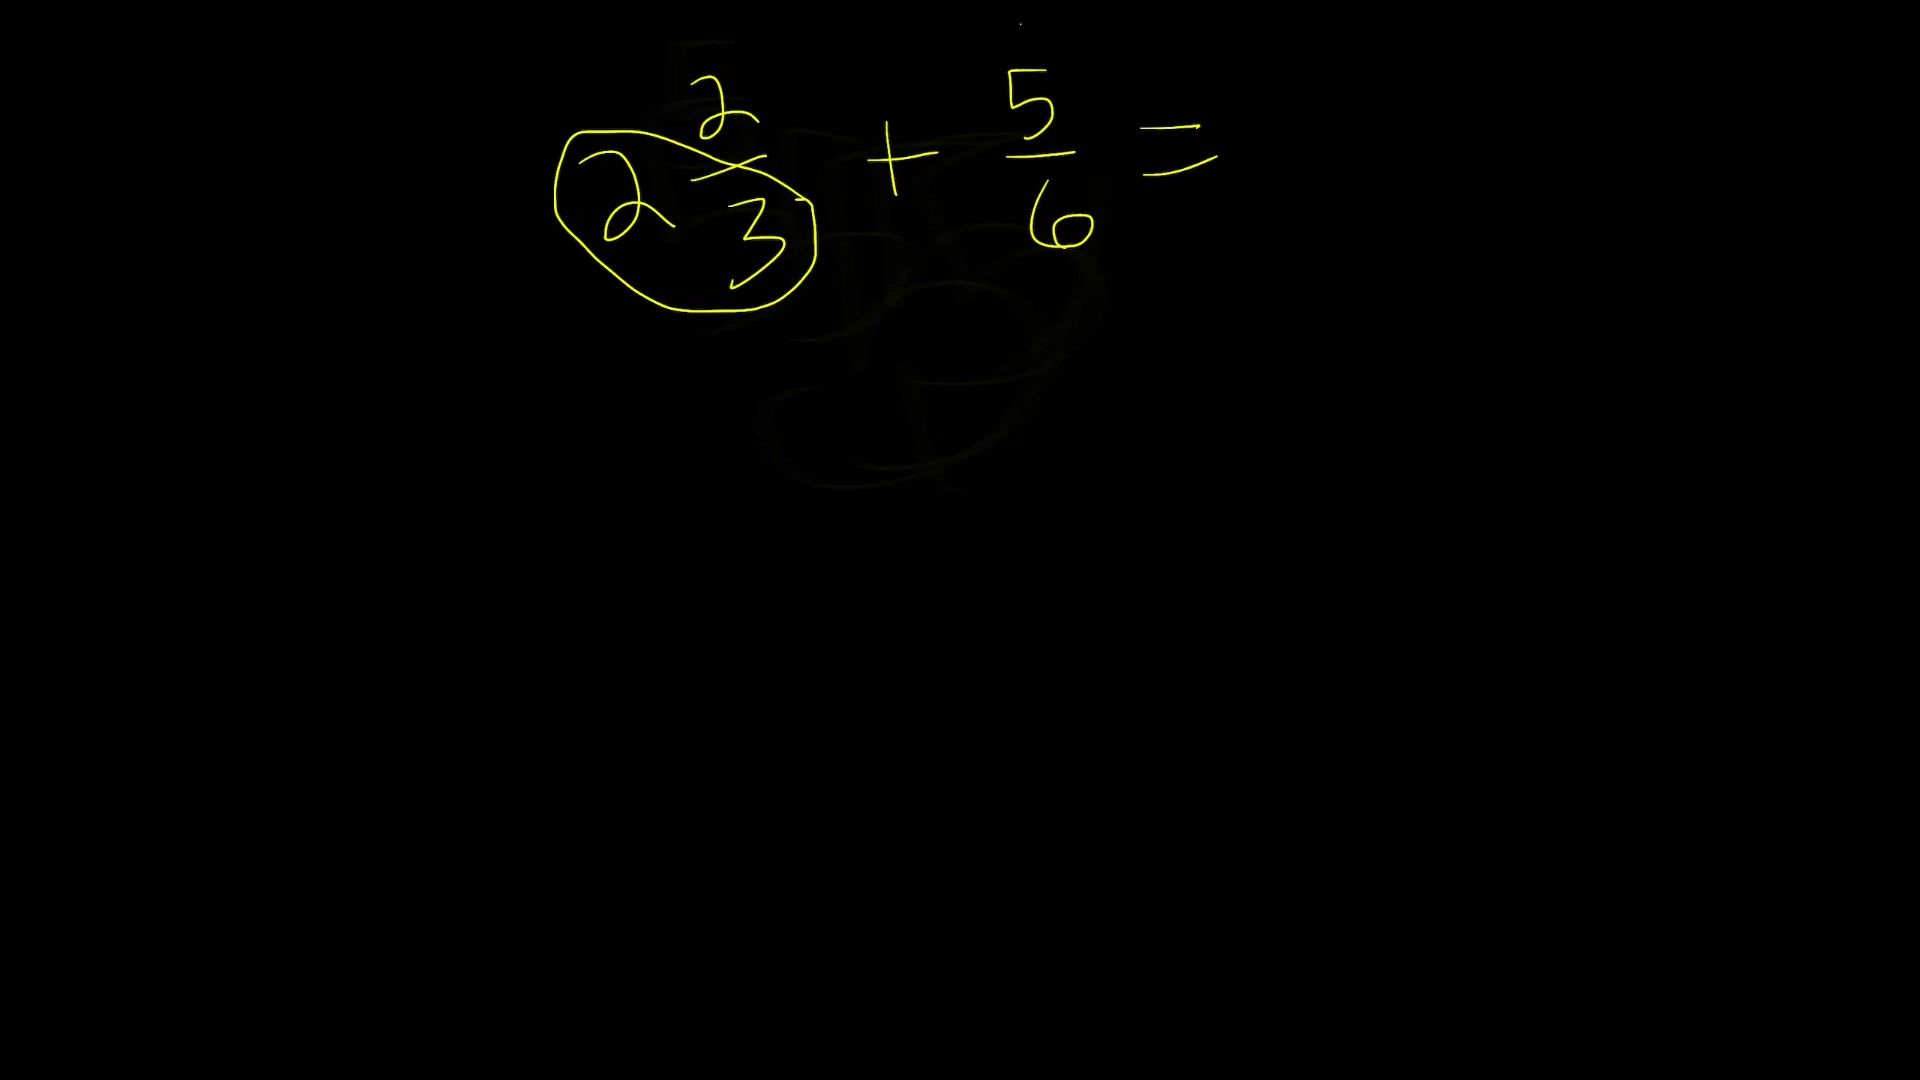 2 2/3 + 5/6 =